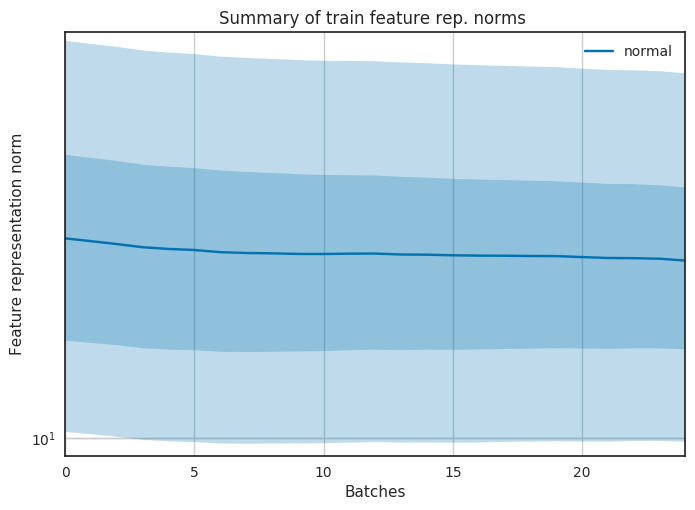 Summary of train feature rep. norms
normal
Feature representation norm
10¹
0 5 10 15 20
Batches